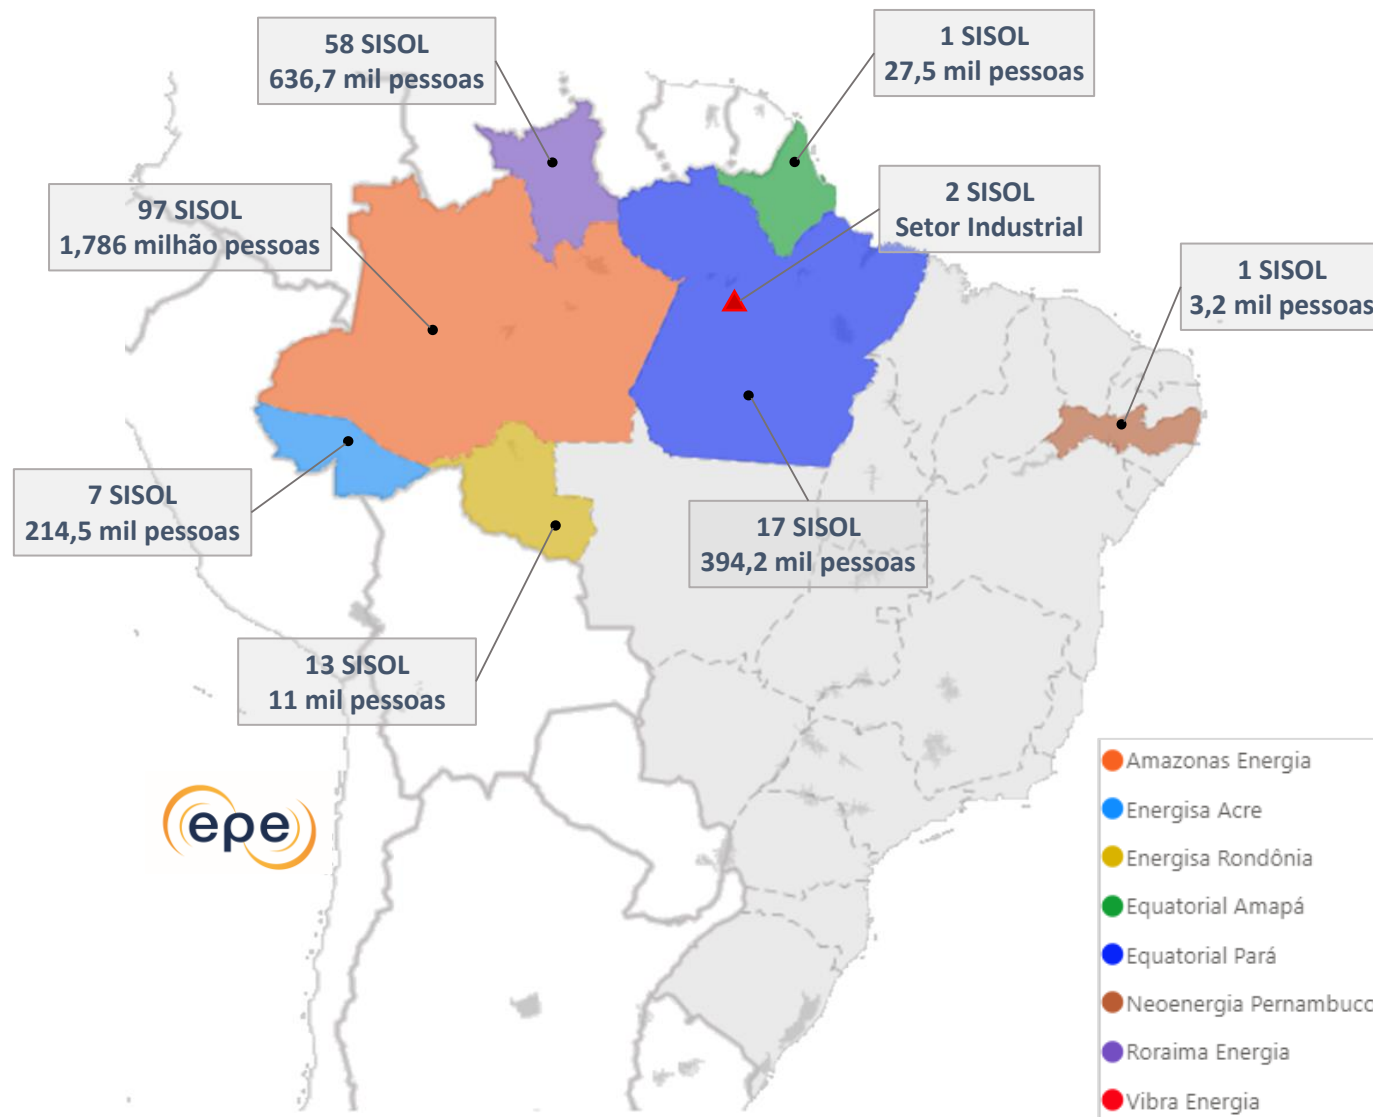 58 SISOL
636,7 mil pessoas
1 SISOL
27,5 mil pessoas
97 SISOL
1,786 milhão pessoas
2 SISOL
Setor Industrial
1 SISOL
3,2 mil pessoas
7 SISOL
214,5 mil pessoas
17 SISOL
394,2 mil pessoas
13 SISOL
11 mil pessoas
epe
Amazonas Energia
Energisa Acre
Energisa Rondônia
Equatorial Amapá
Equatorial Pará
Neoenergia Pernambuco
Roraima Energia
Vibra Energia